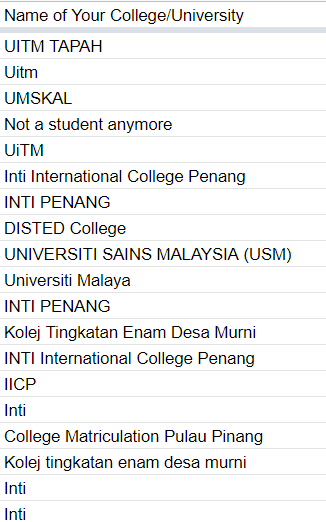 Name of Your College/University
UITM TAPAH
Uitm
UMSKAL
Not a student anymore
UiTM
Inti International College Penang
INTI PENANG
DISTED College
UNIVERSITI SAINS MALAYSIA (USM)
Universiti Malaya
INTI PENANG
Kolej Tingkatan Enam Desa Murni
INTI International College Penang
IICP
Inti
College Matriculation Pulau Pinang
Kolej tingkatan enam desa murni
Inti
Inti